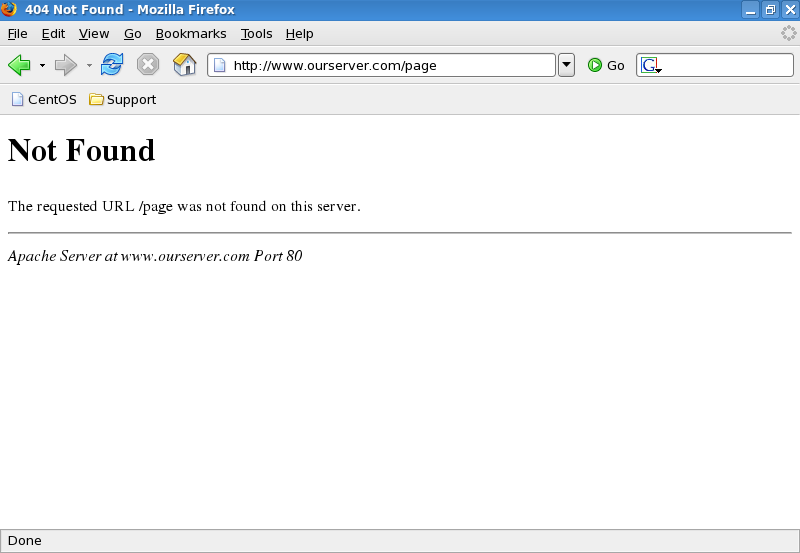 404 Not Found - Mozilla Firefox
File Edit View Go Bookmarks Tools Help
http://www.ourserver.com/page Go G
CentOS Support
Not Found
The requested URL /page was not found on this server.
Apache Server at www.ourserver.com Port 80
Done